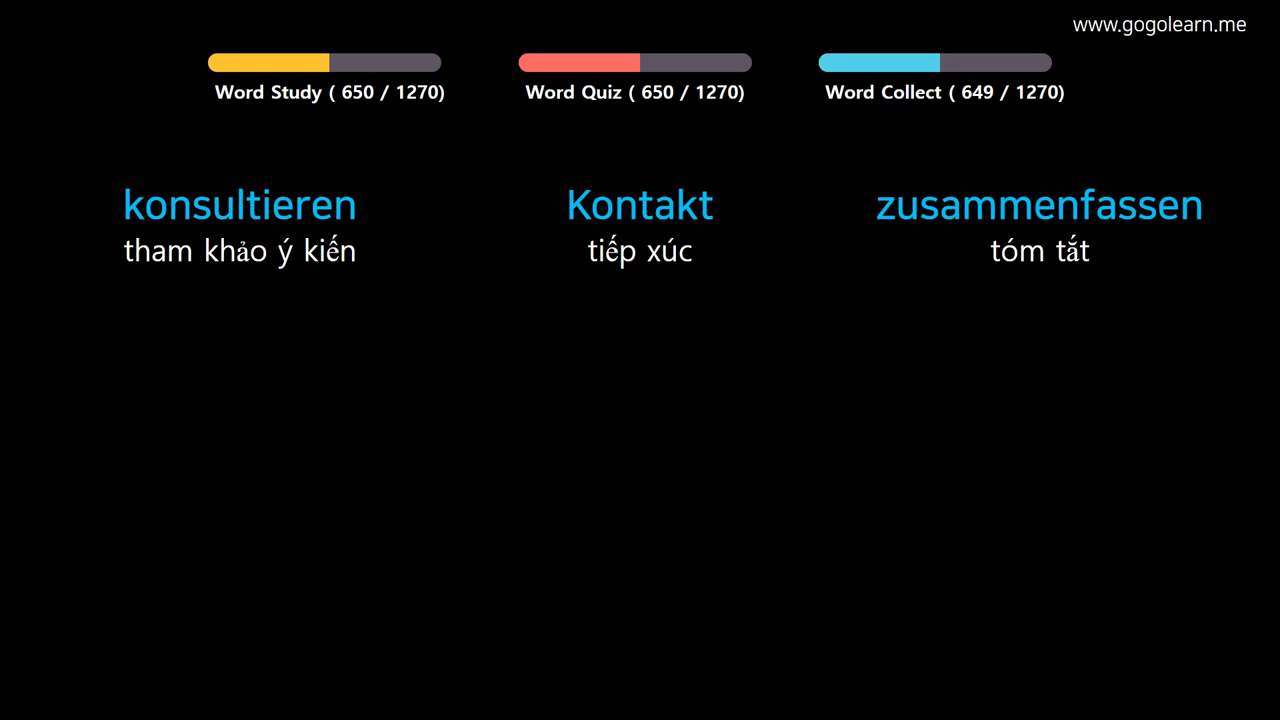 www.gogolearn.me
Word Study ( 650 / 1270)
Word Quiz ( 650 / 1270)
Word Collect ( 649 / 1270)
konsultieren
tham khảo ý kiến
Kontakt
tiếp xúc
zusammenfassen
tóm tắt